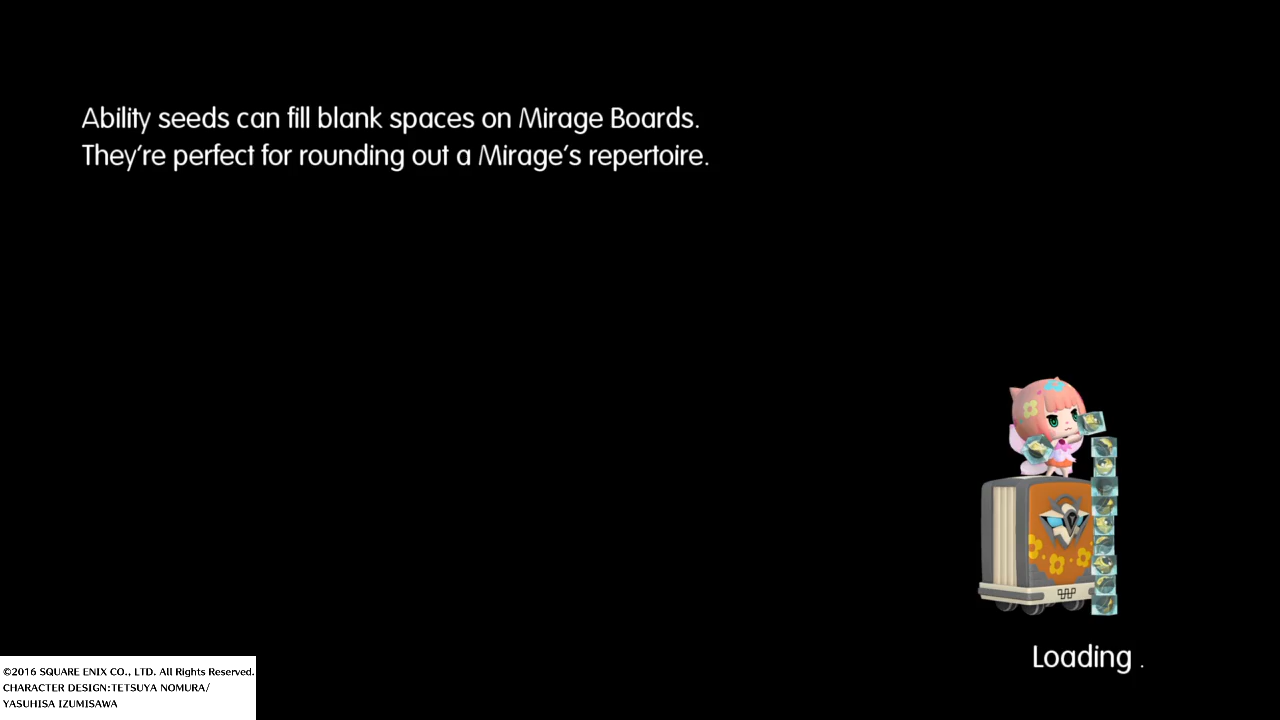 Ability seeds can fill blank spaces on Mirage Boards.
They're perfect for rounding out a Mirage's repertoire.
Loading .
©2016 SQUARE ENIX CO., LTD. All Rights Reserved.
CHARACTER DESIGN:TETSUYA NOMURA/
YASUHISA IZUMISAWA